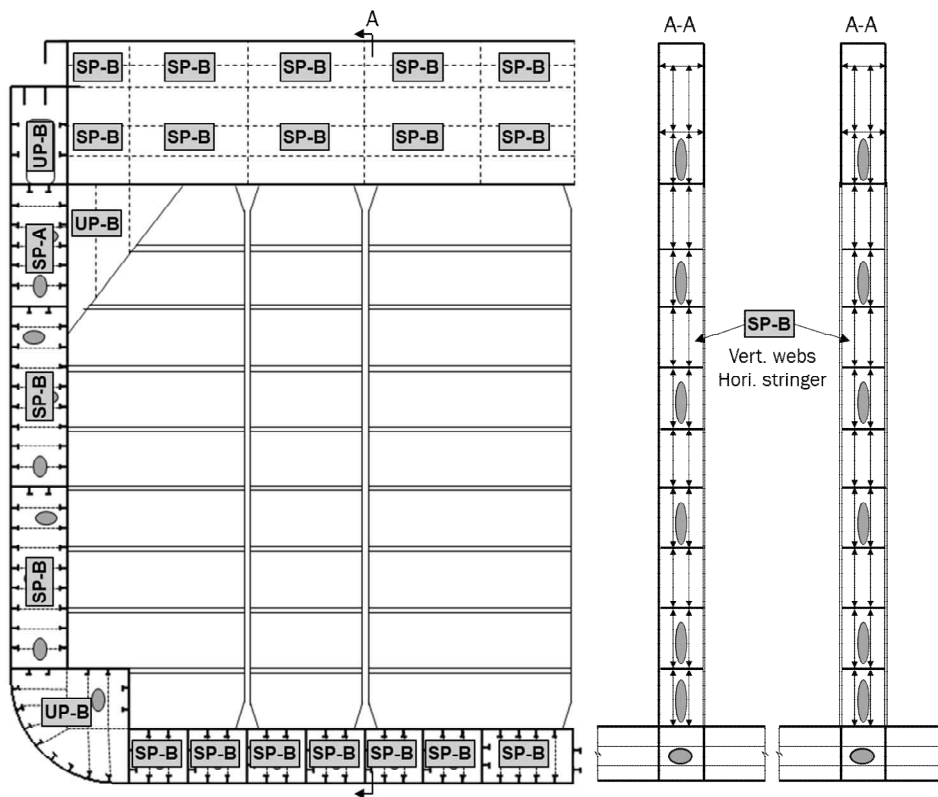 A
A-A
A-A
SP-B SP-B SP-B SP-B SP-B
SP-B SP-B SP-B SP-B SP-B
UP-B
UP-B
SP-A
SP-B
Vert. webs
Hori. stringer
SP-B
SP-B
UP-B
SP-B SP-B SP-B SP-B SP-B SP-B SP-B